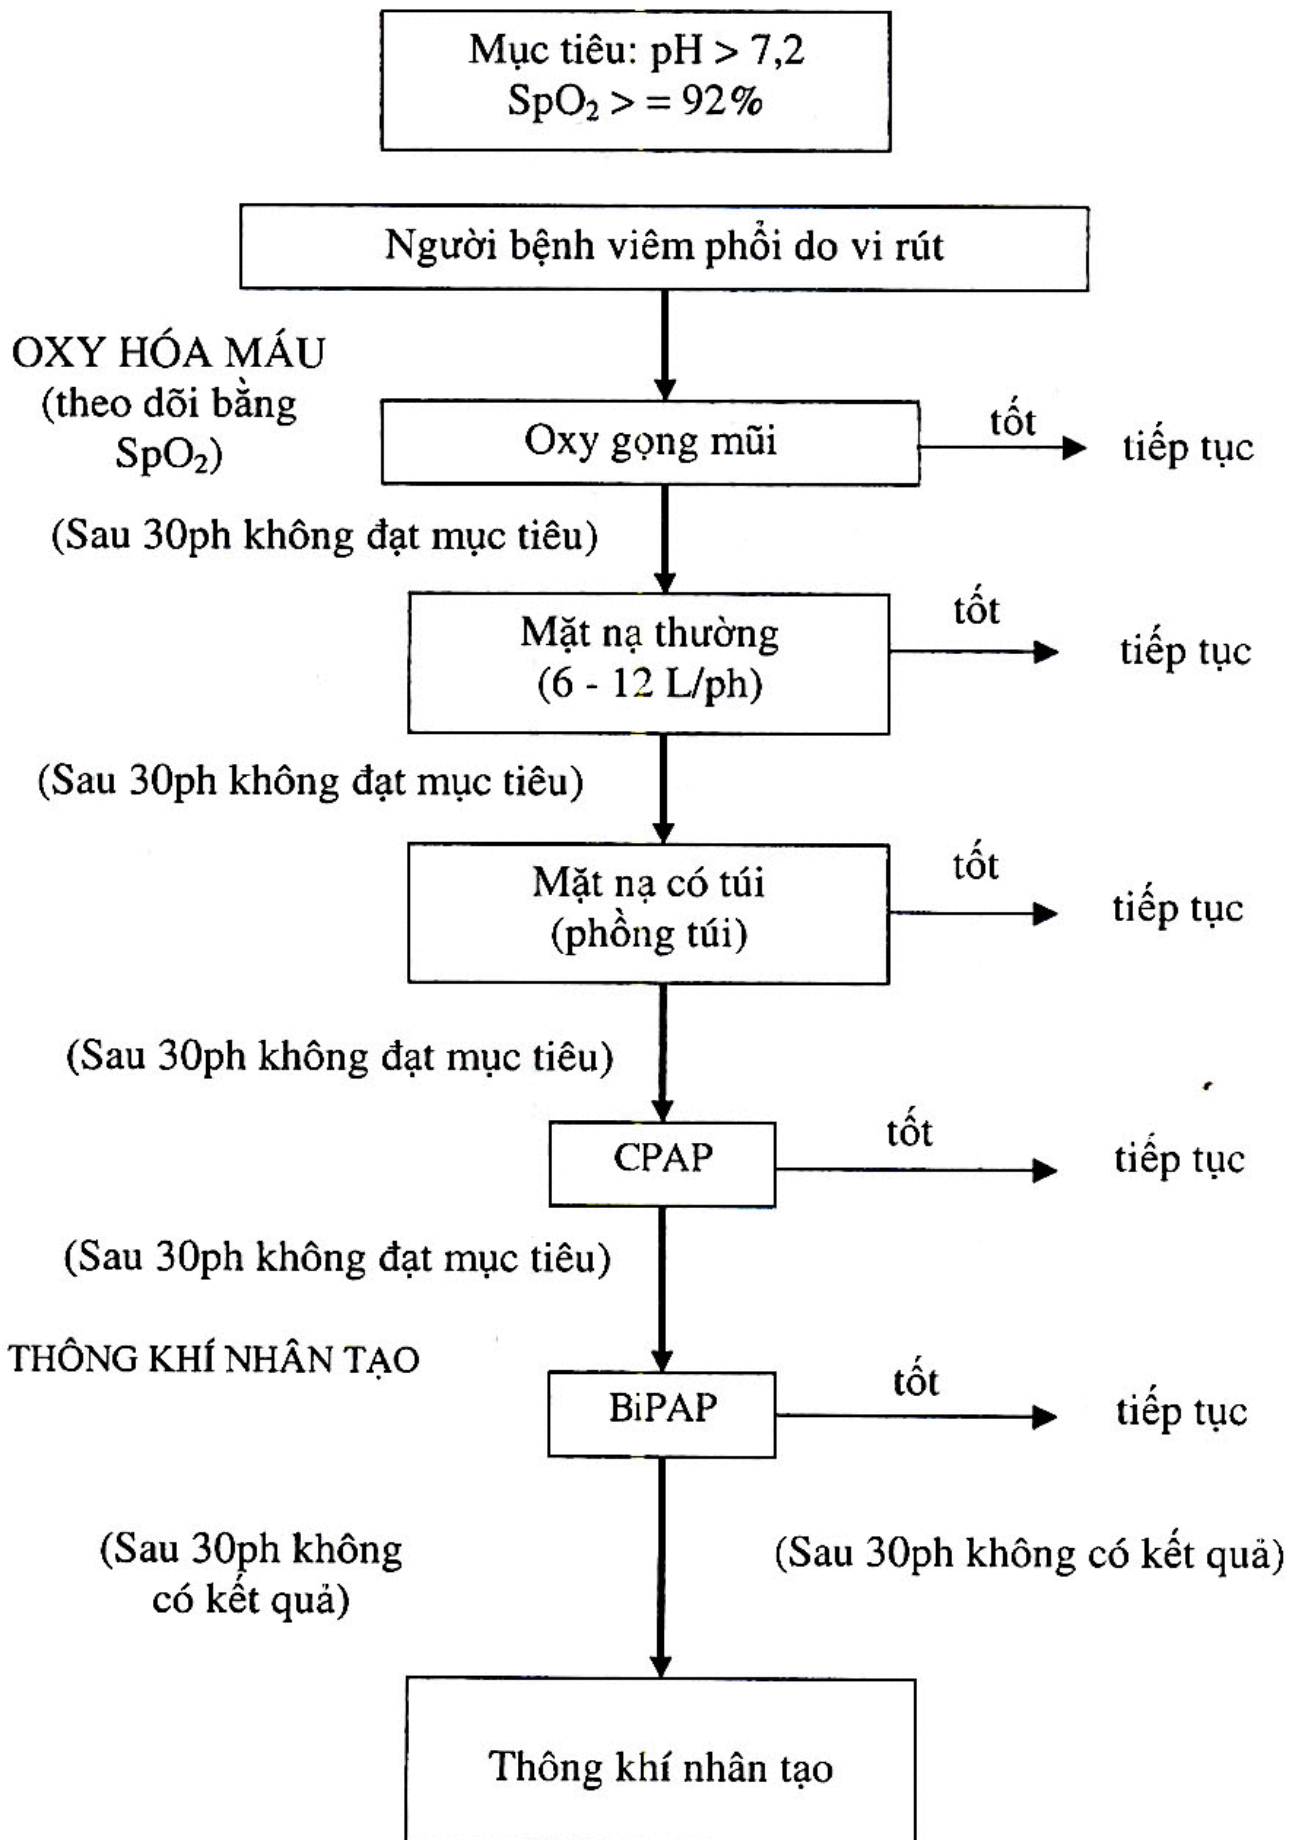 Mục tiêu: pH > 7,2
SpO₂ > = 92%
Người bệnh viêm phổi do vi rút
OXY HÓA MÁU
(theo dõi bằng
SpO₂)
Oxy gọng mũi
tốt
tiếp tục
(Sau 30ph không đạt mục tiêu)
Mặt nạ thường
(6 - 12 L/ph)
tốt
tiếp tục
(Sau 30ph không đạt mục tiêu)
Mặt nạ có túi
(phồng túi)
tốt
tiếp tục
(Sau 30ph không đạt mục tiêu)
CPAP
tốt
tiếp tục
(Sau 30ph không đạt mục tiêu)
THÔNG KHÍ NHÂN TẠO
BiPAP
tốt
tiếp tục
(Sau 30ph không
có kết quả)
(Sau 30ph không có kết quả)
Thông khí nhân tạo